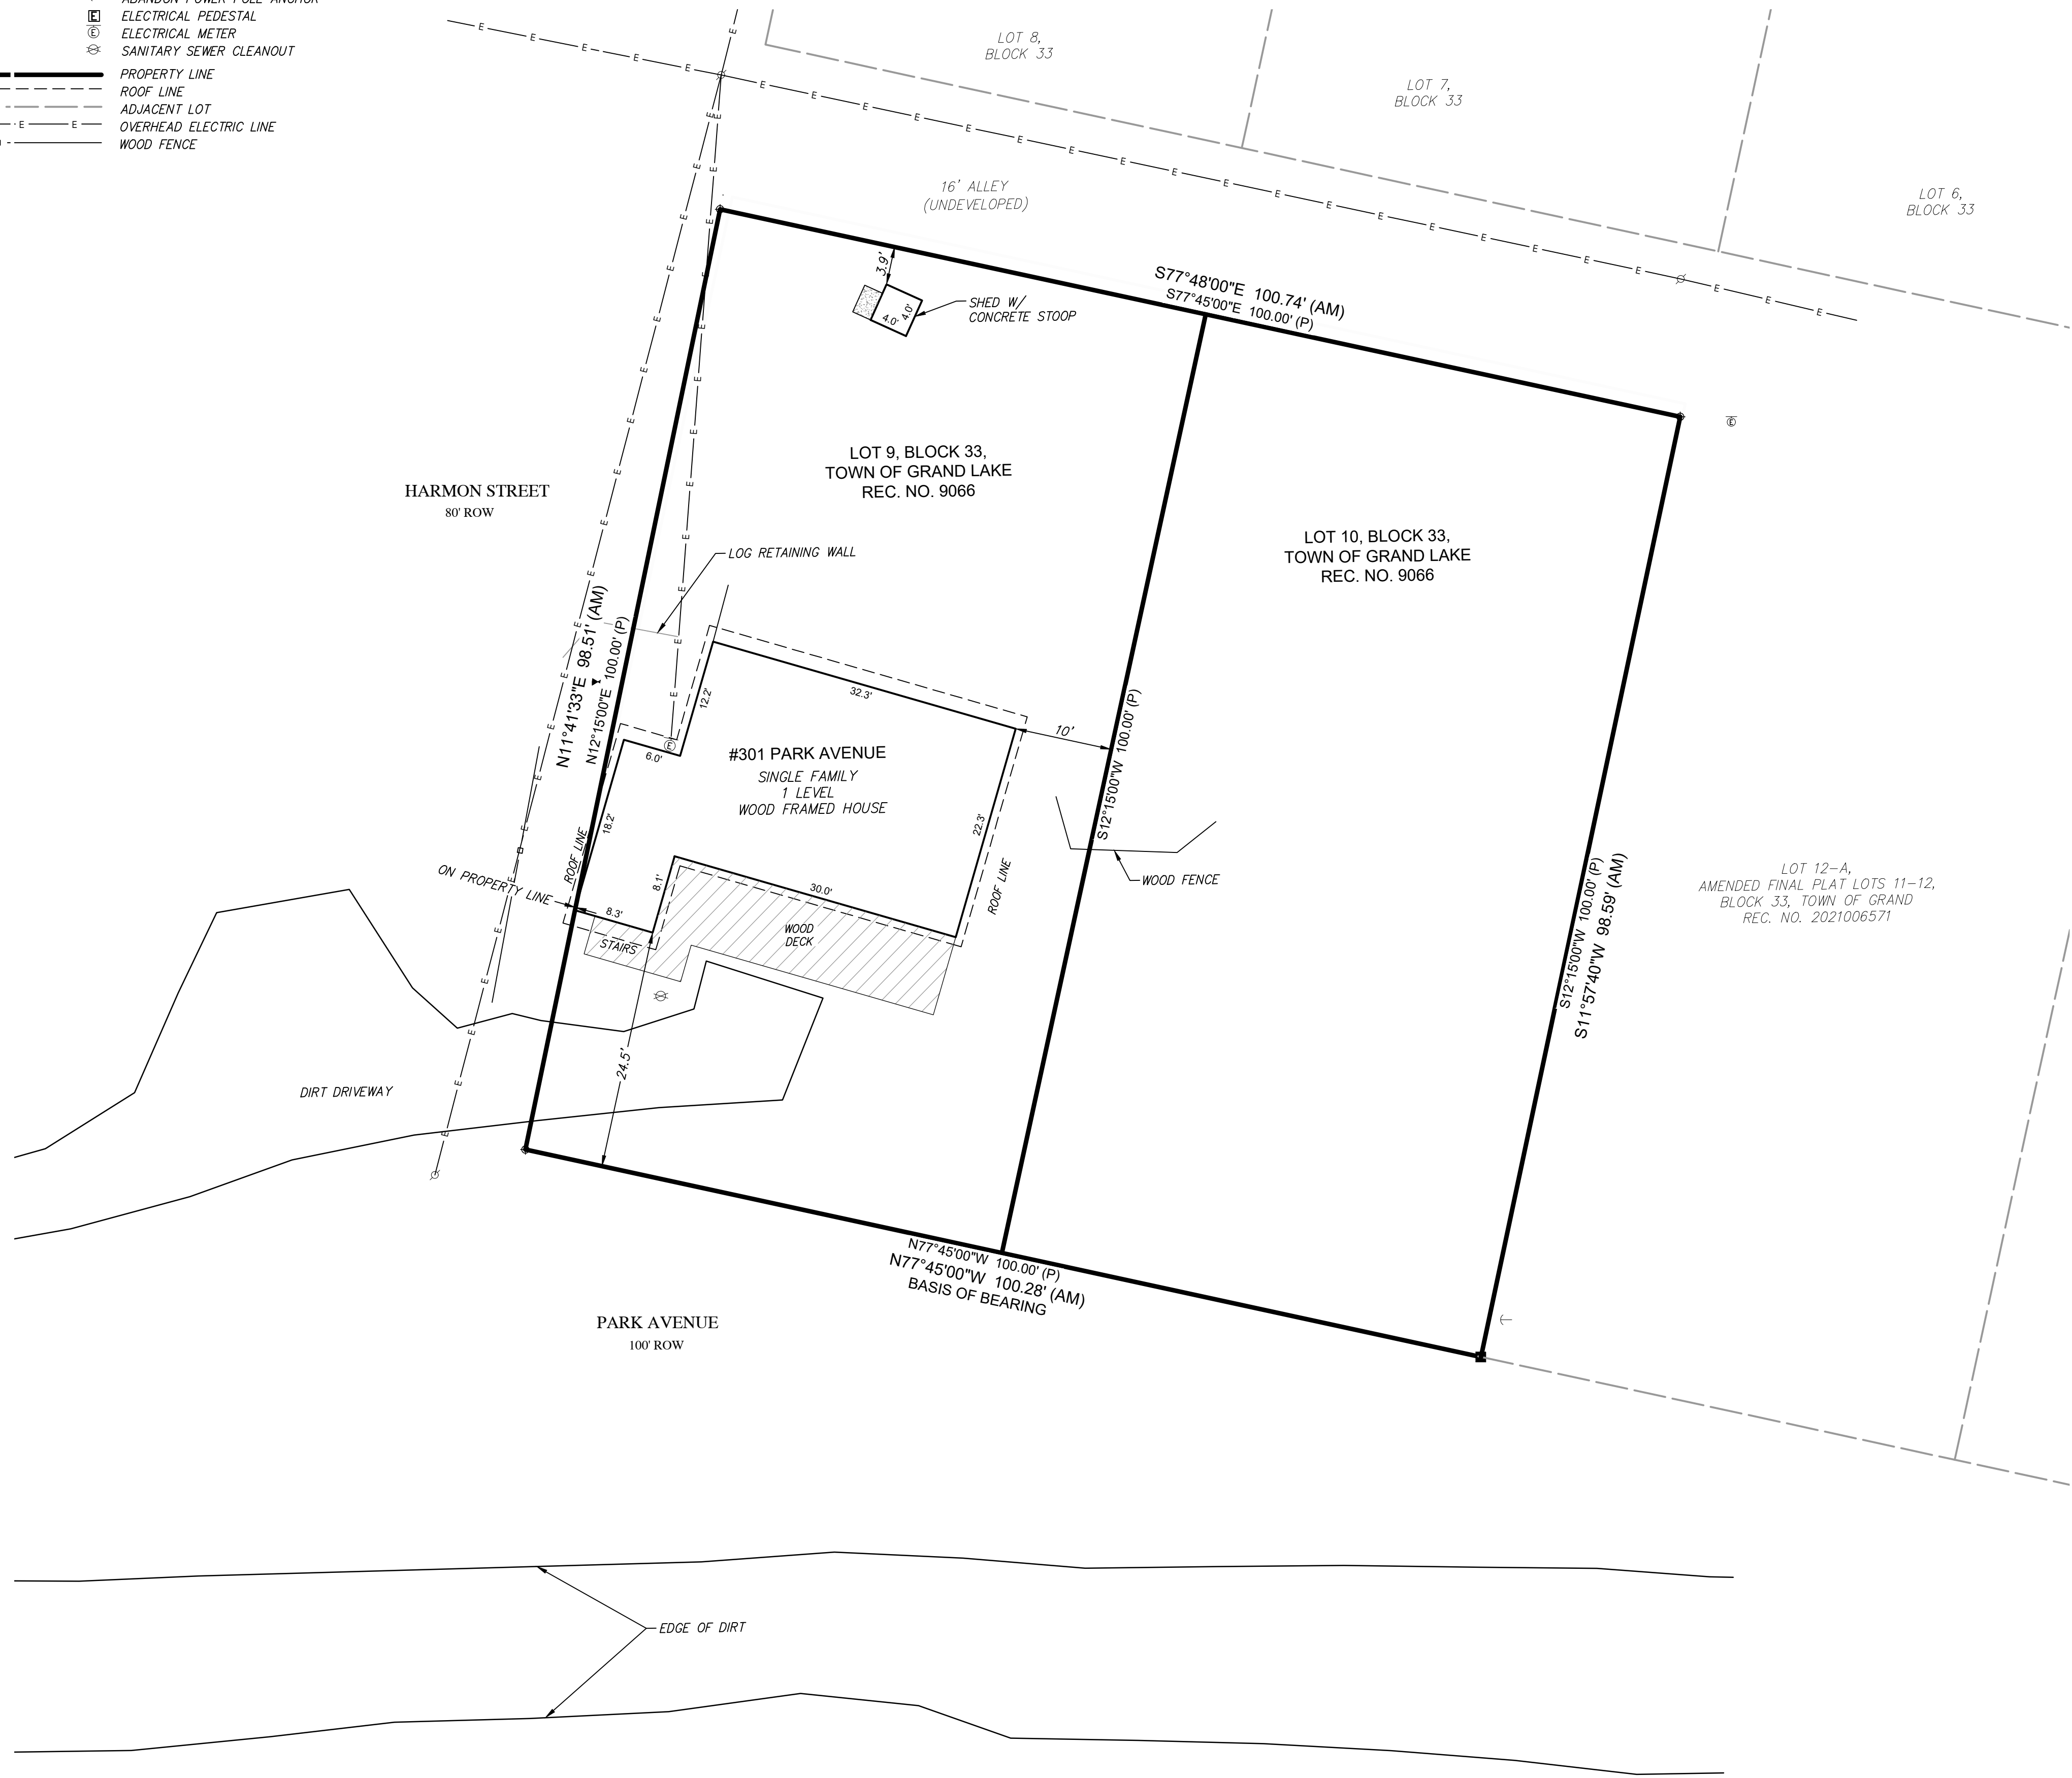 ABANDON POWER POLE ANCHOR
E ELECTRICAL PEDESTAL
E ELECTRICAL METER
SANITARY SEWER CLEANOUT
PROPERTY LINE
ROOF LINE
ADJACENT LOT
E E OVERHEAD ELECTRIC LINE
WOOD FENCE
LOT 8,
BLOCK 33
LOT 7,
BLOCK 33
LOT 6,
BLOCK 33
16' ALLEY
(UNDEVELOPED)
S77°48'00"E 100.74' (AM)
S77°45'00"E 100.00' (P)
3.9'
4.0'
4.0'
SHED W/
CONCRETE STOOP
LOT 9, BLOCK 33,
TOWN OF GRAND LAKE
REC. NO. 9066
HARMON STREET
80' ROW
LOT 10, BLOCK 33,
TOWN OF GRAND LAKE
REC. NO. 9066
LOG RETAINING WALL
N11°41'33"E 98.51' (AM)
N12°15'00"E 100.00' (P)
12.2'
32.3'
6.0'
10'
#301 PARK AVENUE
SINGLE FAMILY
1 LEVEL
WOOD FRAMED HOUSE
S12°15'00"W 100.00' (P)
18.2'
22.3'
ROOF LINE
ROOF LINE
ON PROPERTY LINE
8.1'
30.0'
8.3'
STAIRS
WOOD
DECK
WOOD FENCE
LOT 12-A,
AMENDED FINAL PLAT LOTS 11-12,
BLOCK 33, TOWN OF GRAND
REC. NO. 2021006571
S12°15'00"W 100.00' (P)
S11°57'40"W 98.59' (AM)
24.5'
DIRT DRIVEWAY
N77°45'00"W 100.00' (P)
N77°45'00"W 100.28' (AM)
BASIS OF BEARING
PARK AVENUE
100' ROW
EDGE OF DIRT